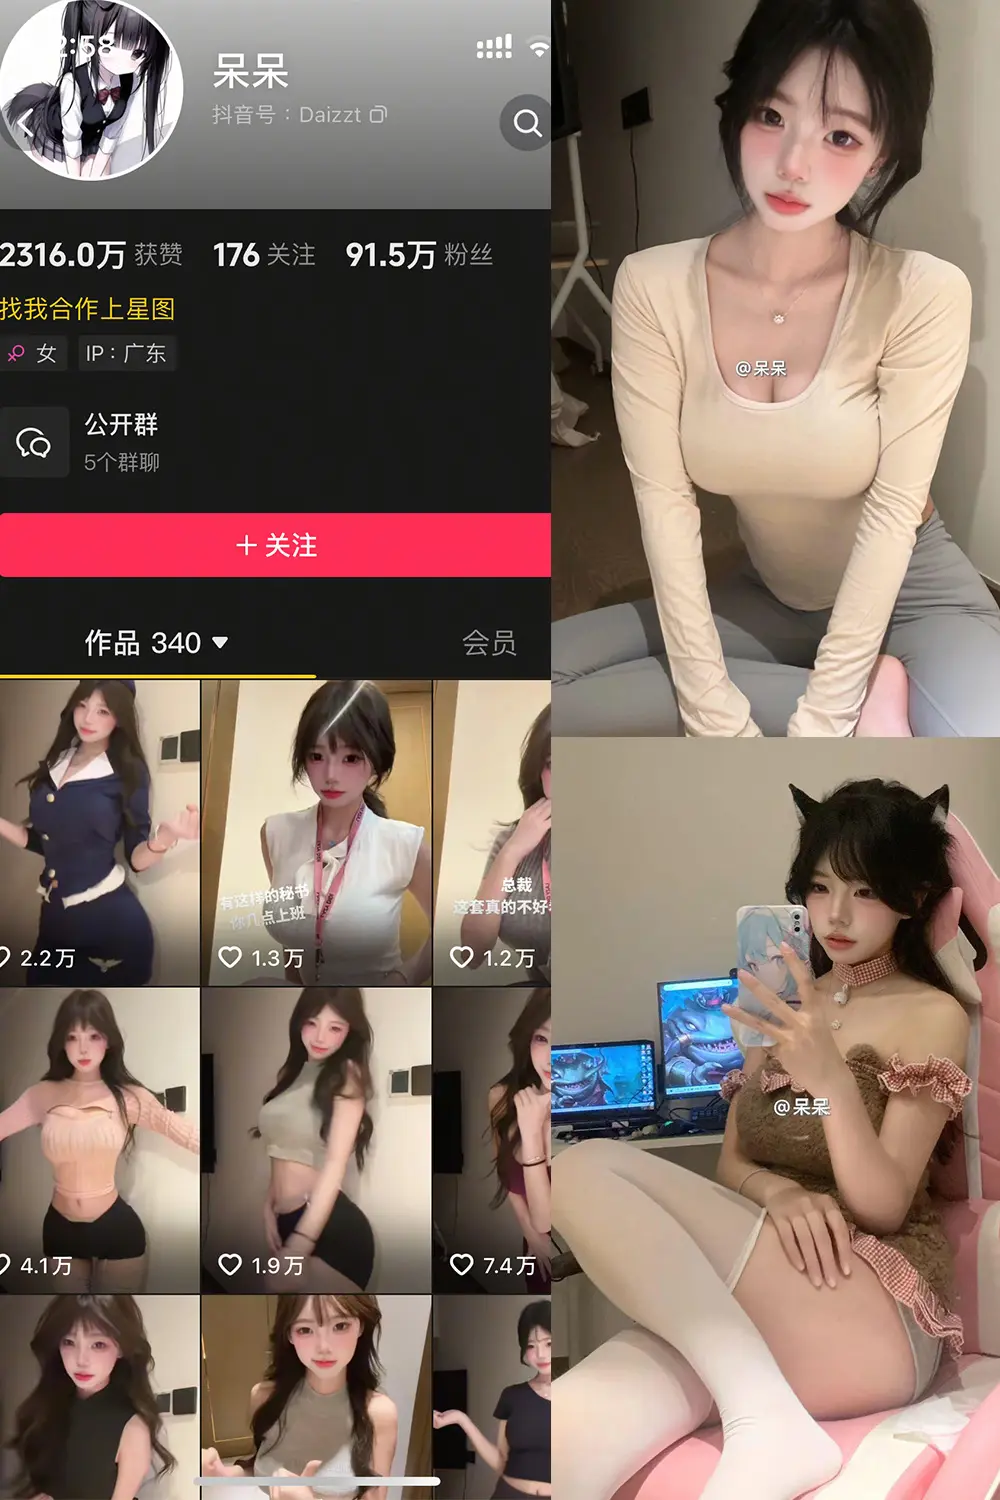 2:58
呆呆
抖音号：Daizzt
2316.0万 获赞 176 关注 91.5万 粉丝
找我合作上星图
女 IP：广东
公开群
5个群聊
＋关注
作品 340 会员
有这样的秘书
你几点上班
总裁
这套真的不好
2.2万 1.3万 1.2万
4.1万 1.9万 7.4万
@呆呆
@呆呆